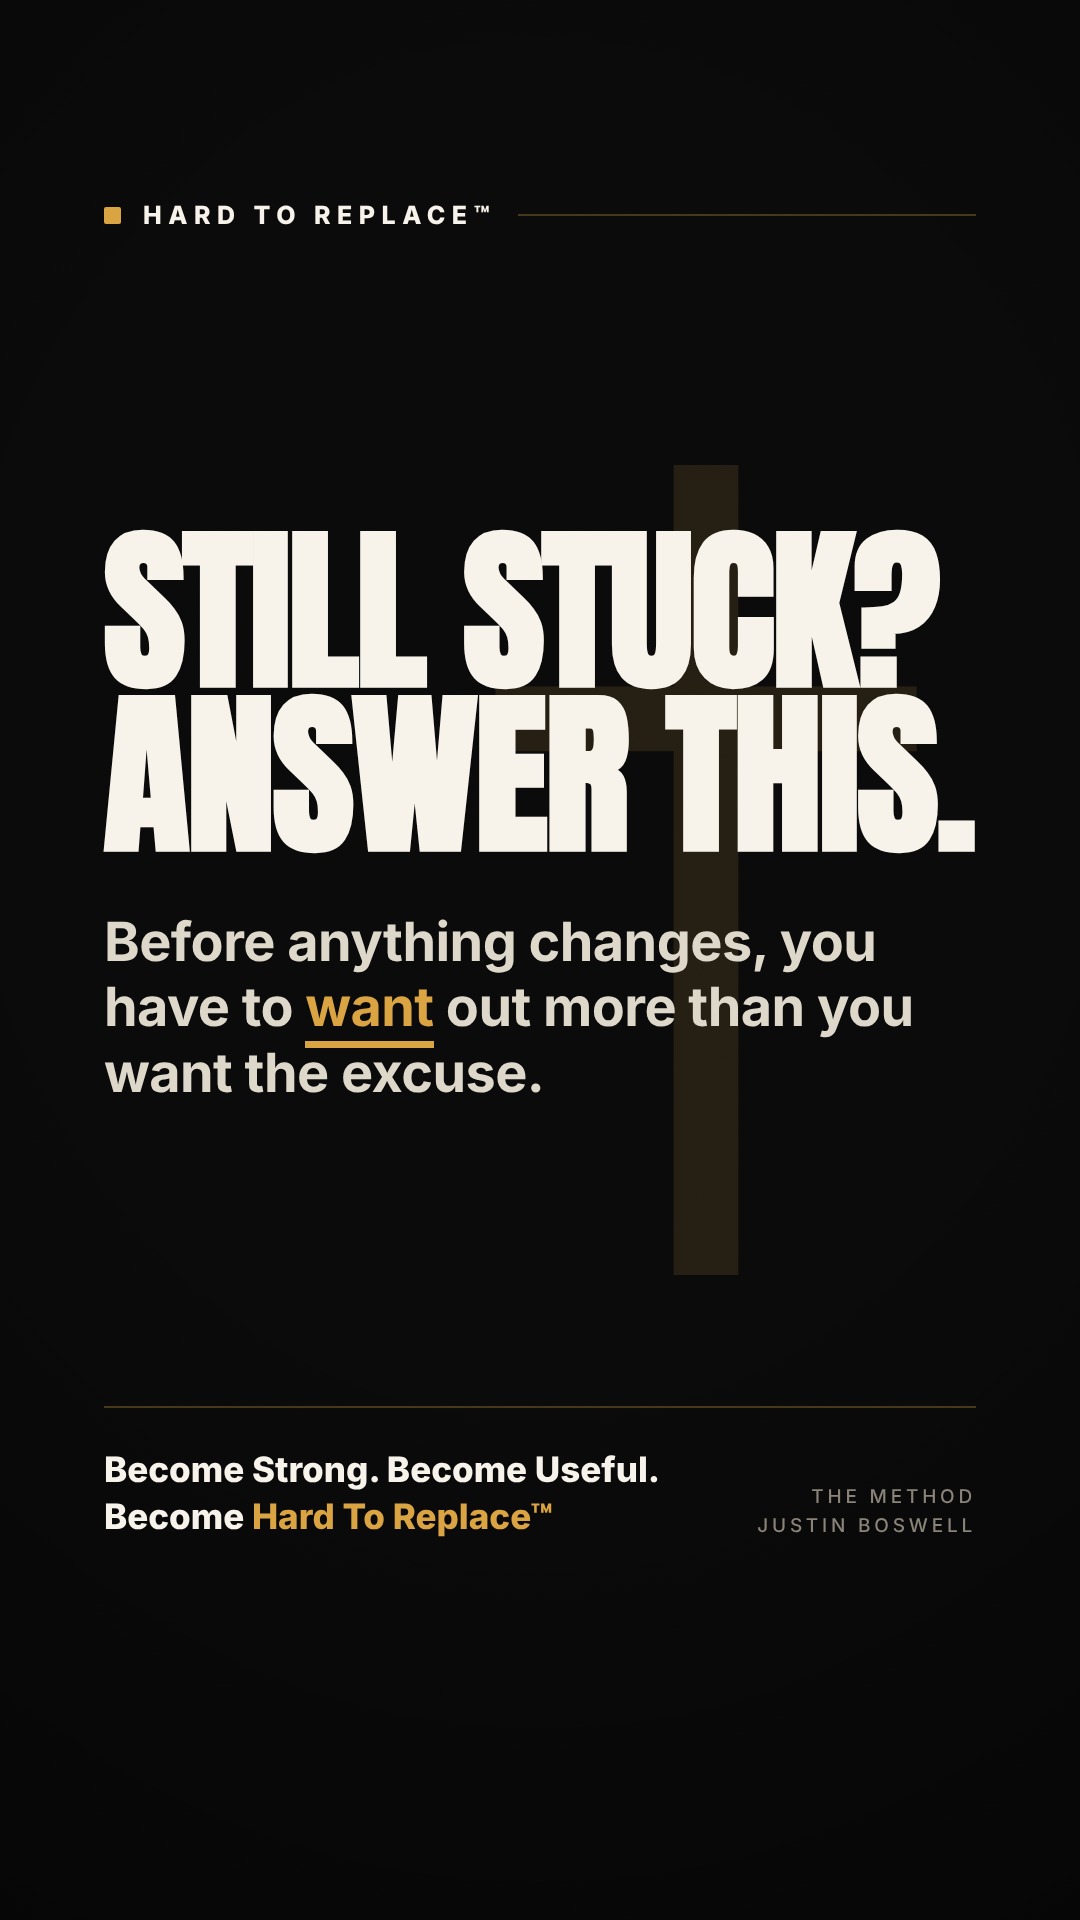 HARD TO REPLACE™
STILL STUCK?
ANSWER THIS.
Before anything changes, you
have to want out more than you
want the excuse.
Become Strong. Become Useful.
Become Hard To Replace™
THE METHOD
JUSTIN BOSWELL